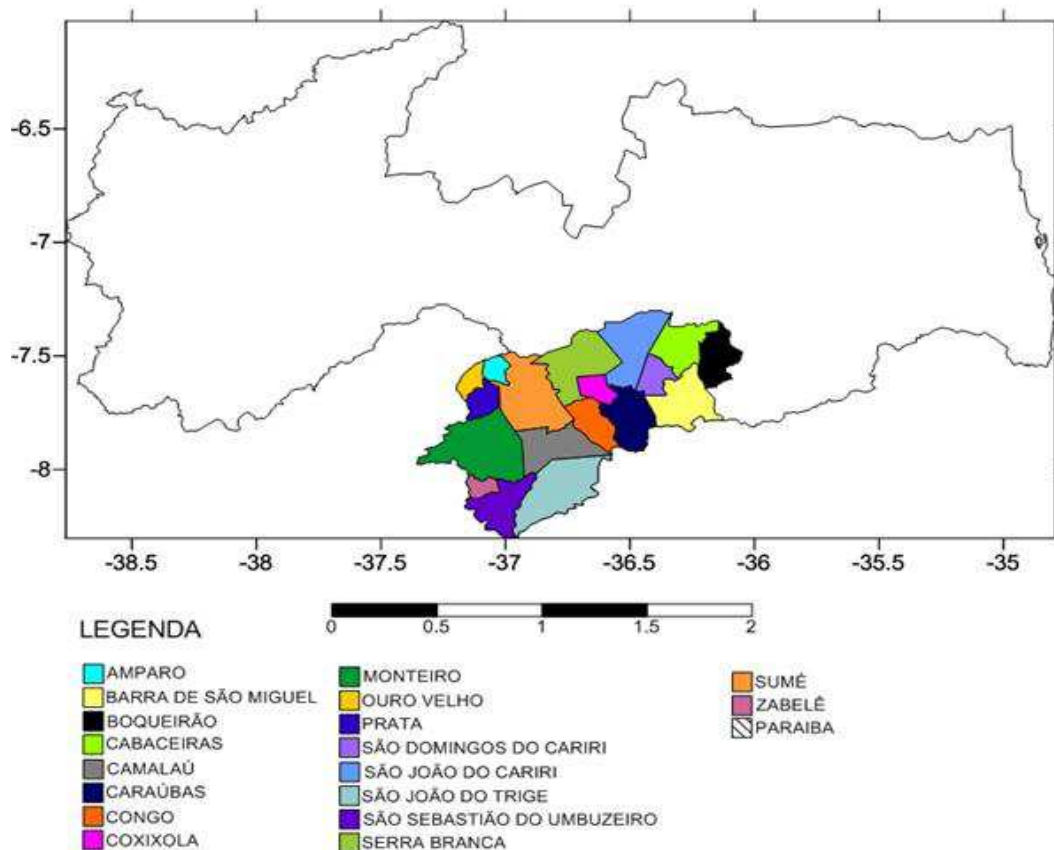 -6.5
-7
-7.5
-8
-38.5 -38 -37.5 -37 -36.5 -36 -35.5 -35
0 0.5 1 1.5 2
LEGENDA
AMPARO
BARRA DE SÃO MIGUEL
BOQUEIRÃO
CABACEIRAS
CAMALAÚ
CARAÚBAS
CONGO
COXIXOLA
MONTEIRO
OURO VELHO
PRATA
SÃO DOMINGOS DO CARIRI
SÃO JOÃO DO CARIRI
SÃO JOÃO DO TRIGE
SÃO SEBASTIÃO DO UMBUZEIRO
SERRA BRANCA
SUMÉ
ZABELÊ
PARAIBA